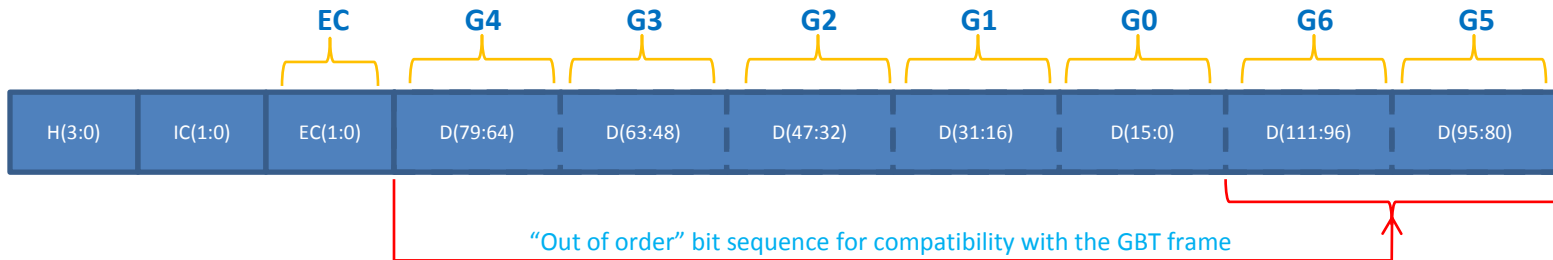 EC G4 G3 G2 G1 G0 G6 G5
H(3:0) IC(1:0) EC(1:0) D(79:64) D(63:48) D(47:32) D(31:16) D(15:0) D(111:96) D(95:80)
“Out of order” bit sequence for compatibility with the GBT frame